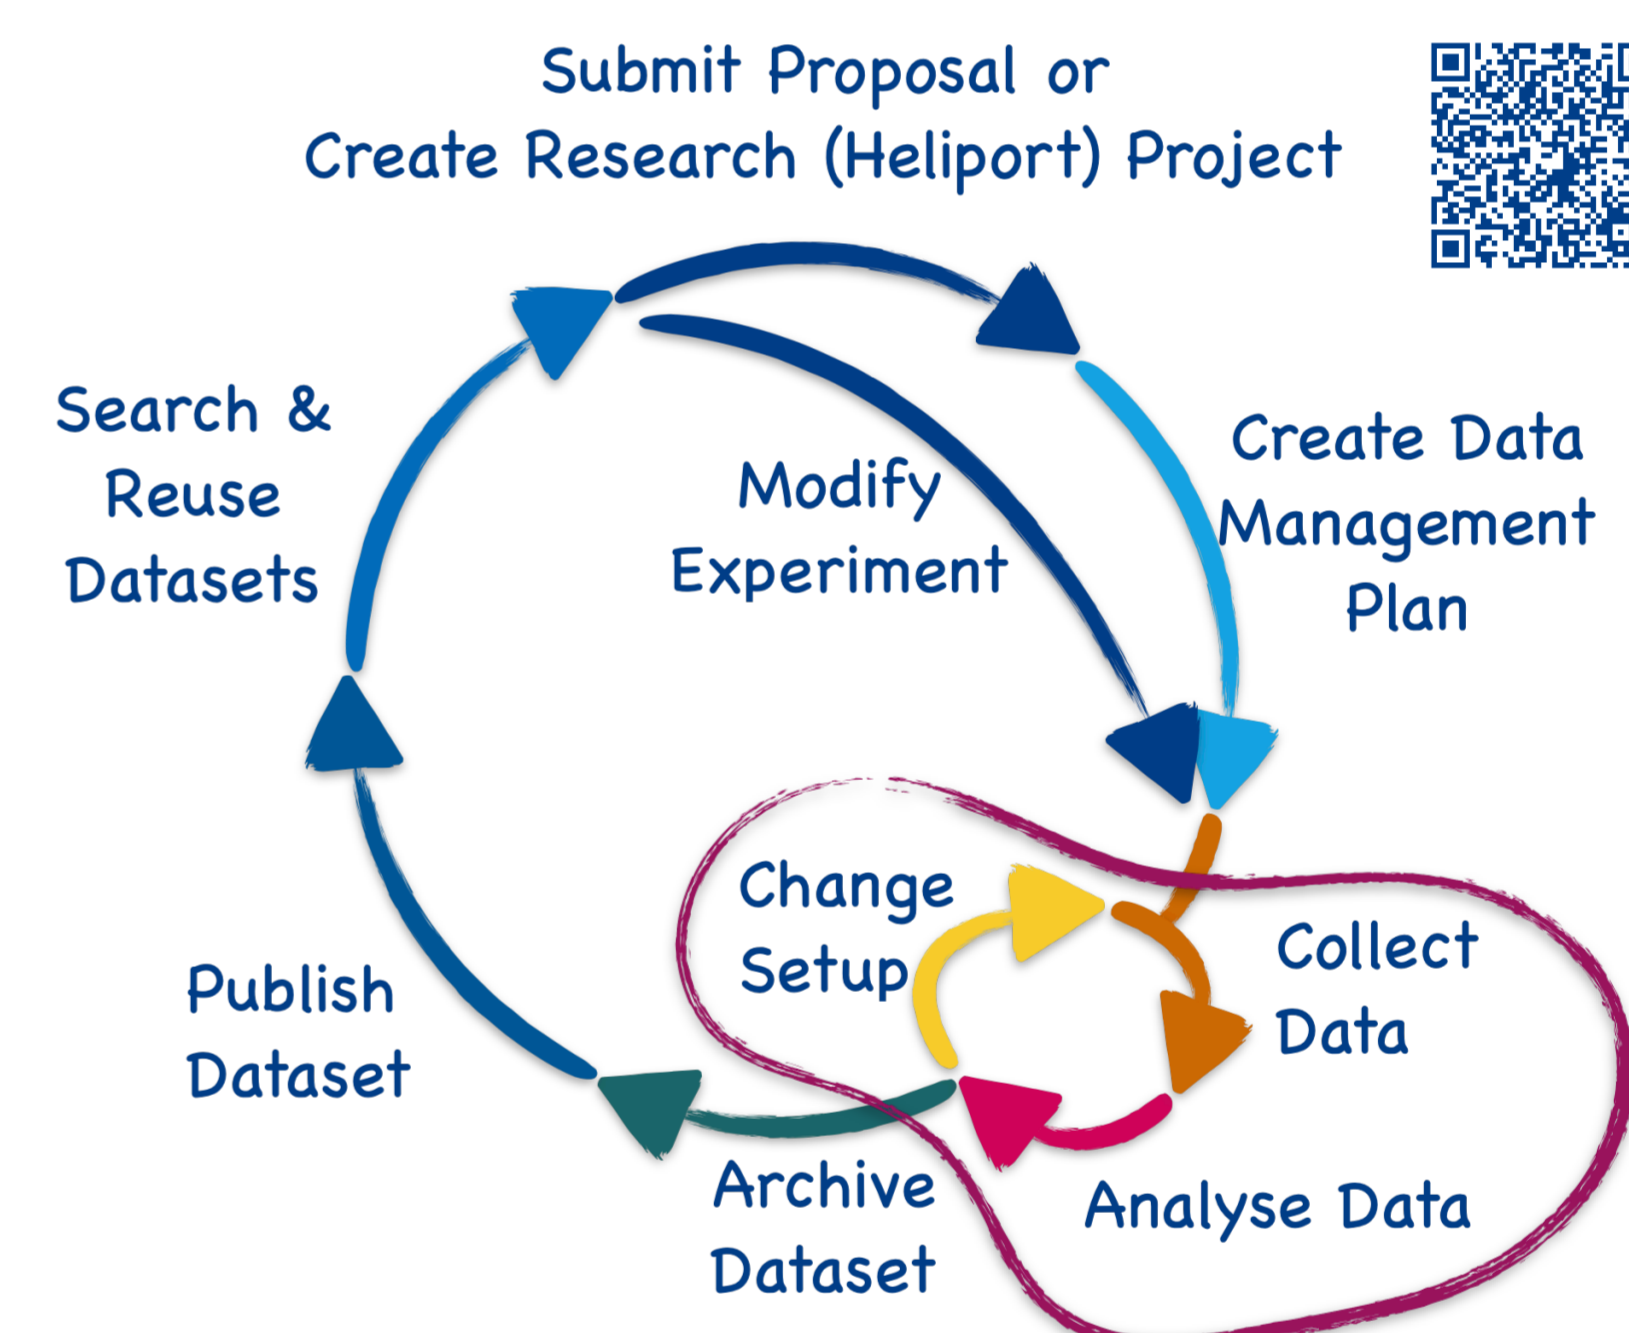 Submit Proposal or
Create Research (Heliport) Project
Search &
Reuse
Datasets
Modify
Experiment
Create Data
Management
Plan
Change
Setup
Collect
Data
Publish
Dataset
Archive
Dataset
Analyse Data